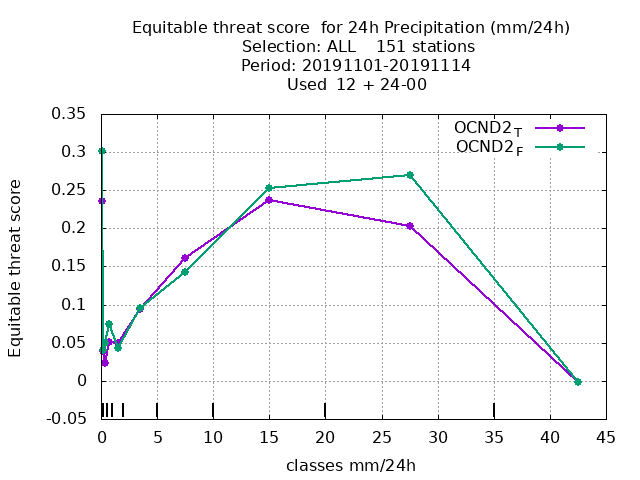 Equitable threat score  for 24h Precipitation (mm/24h)
Selection: ALL    151 stations
Period: 20191101-20191114
Used  12 + 24-00
OCND2T
OCND2F
Equitable threat score
0.35
0.3
0.25
0.2
0.15
0.1
0.05
0
-0.05
0 5 10 15 20 25 30 35 40 45
classes mm/24h